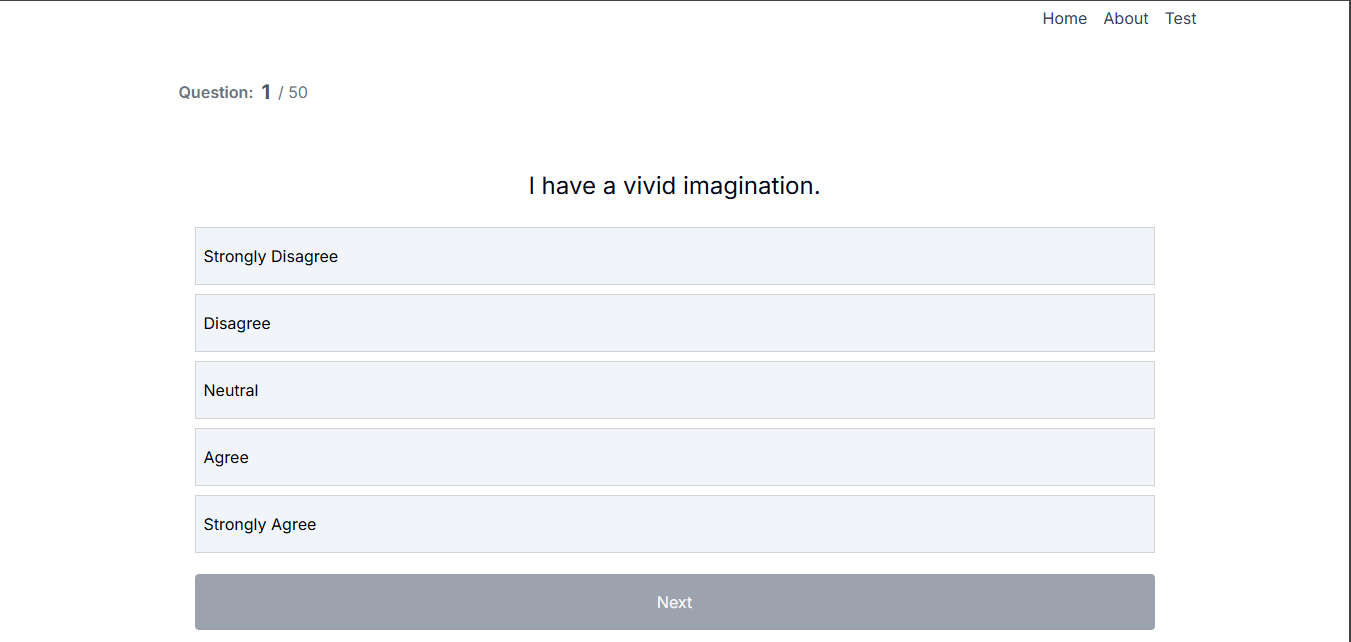 Home About Test
Question: 1 / 50
I have a vivid imagination.
Strongly Disagree
Disagree
Neutral
Agree
Strongly Agree
Next